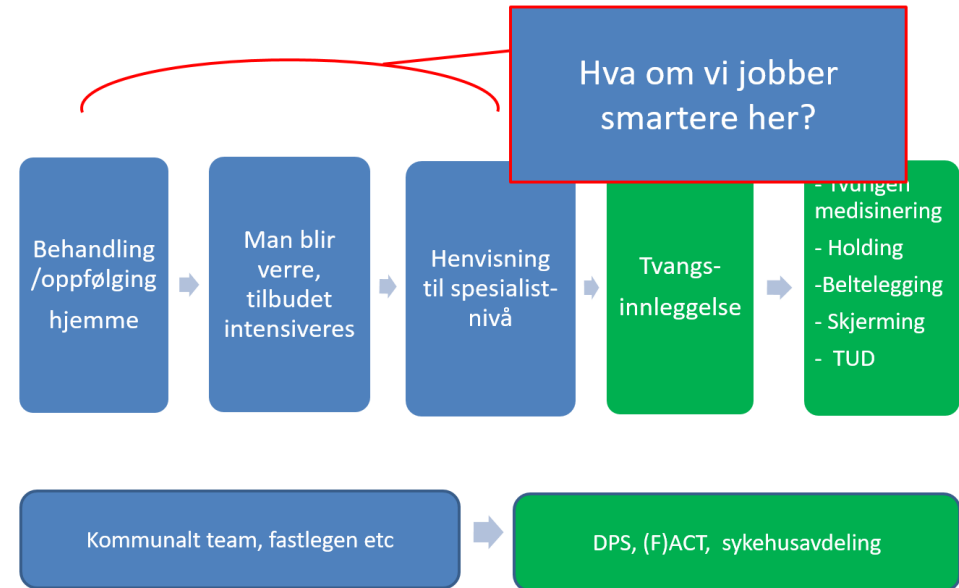 Hva om vi jobber
smartere her?
Behandling
/oppfølging
hjemme
Man blir
verre,
tilbudet
intensiveres
Henvisning
til spesialist-
nivå
Tvangs-
innleggelse
- Tvungen
medisinering
- Holding
-Beltelegging
- Skjerming
- TUD
Kommunalt team, fastlegen etc
DPS, (F)ACT, sykehusavdeling